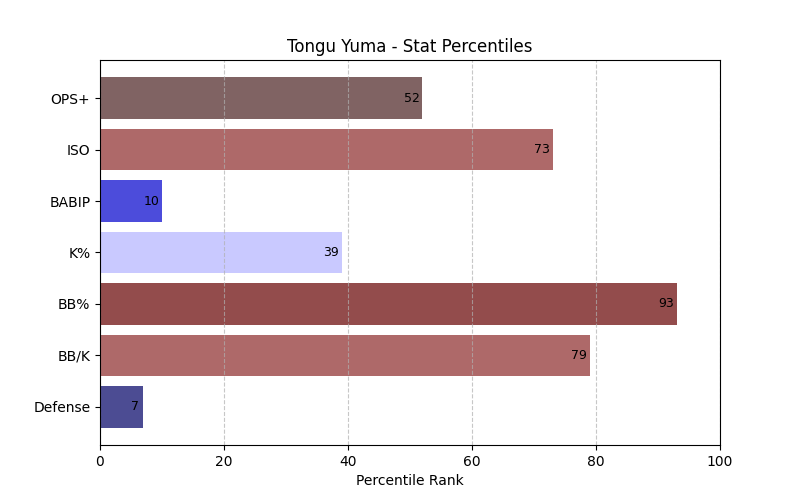 Tongu Yuma - Stat Percentiles
OPS+ 52
ISO 73
BABIP 10
K% 39
BB% 93
BB/K 79
Defense 7
0 20 40 60 80 100
Percentile Rank